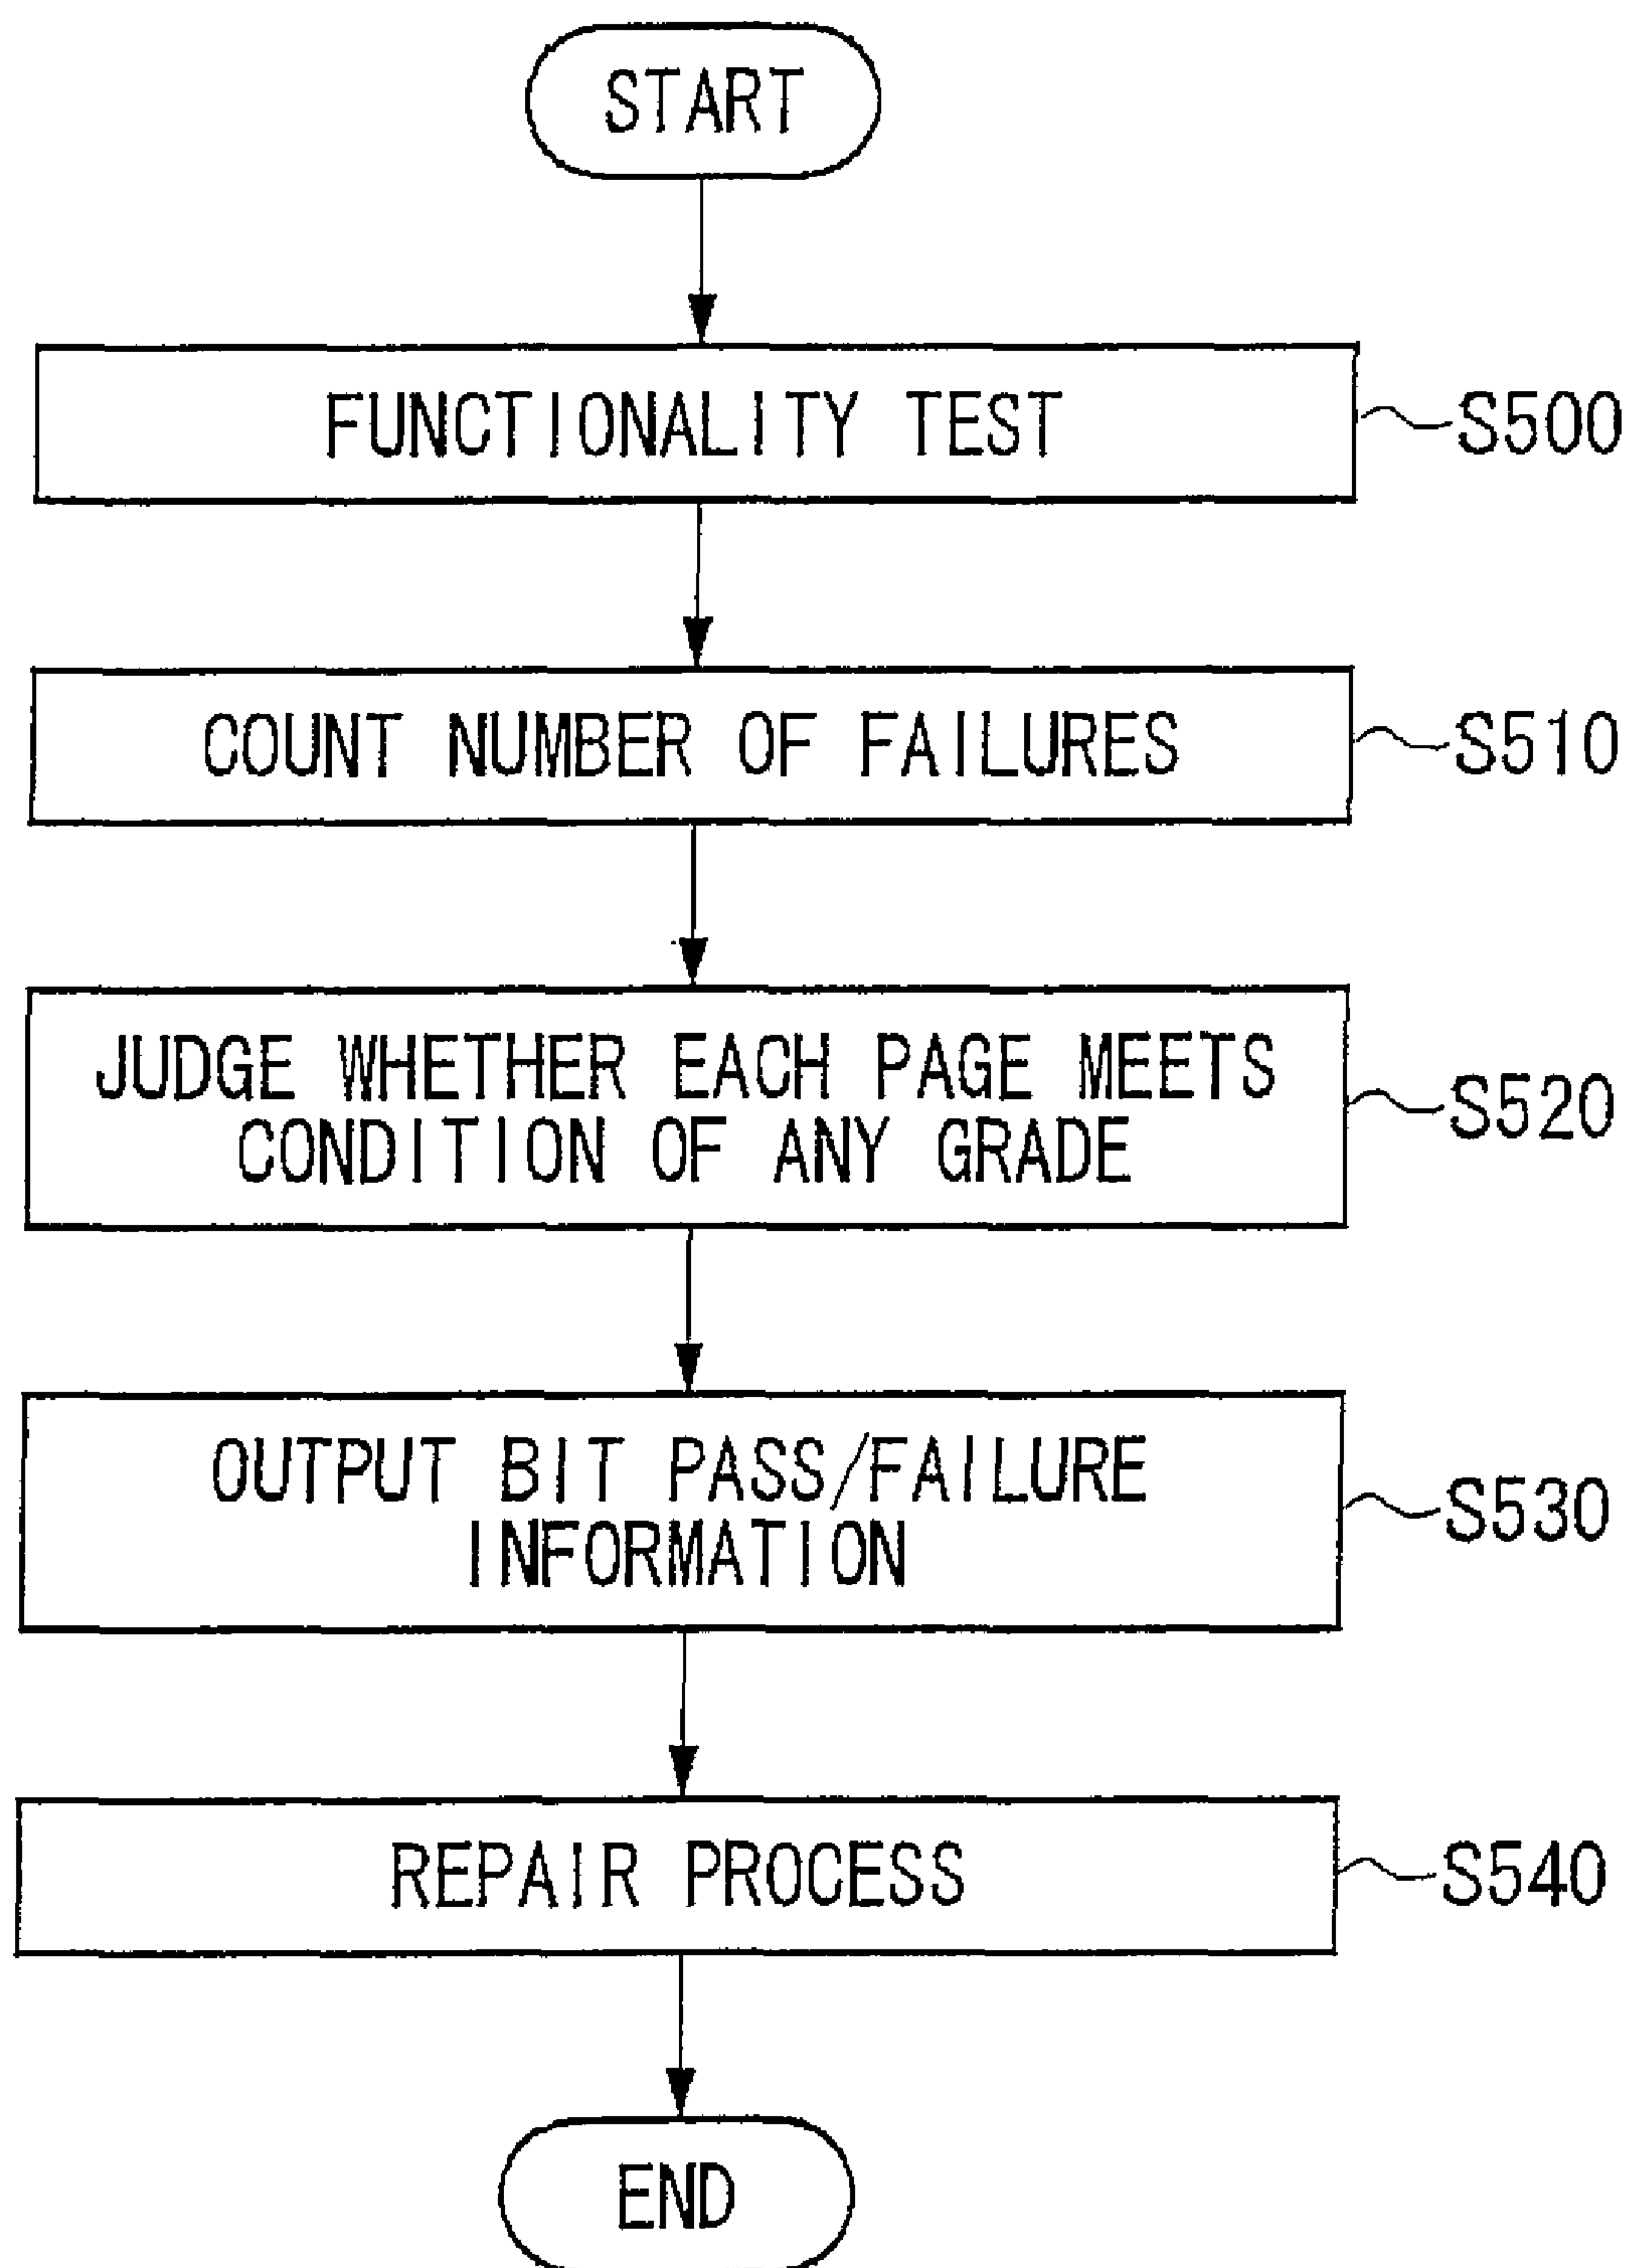 START
FUNCTIONALITY TEST
S500
COUNT NUMBER OF FAILURES
S510
JUDGE WHETHER EACH PAGE MEETS
CONDITION OF ANY GRADE
S520
OUTPUT BIT PASS/FAILURE
INFORMATION
S530
REPAIR PROCESS
S540
END